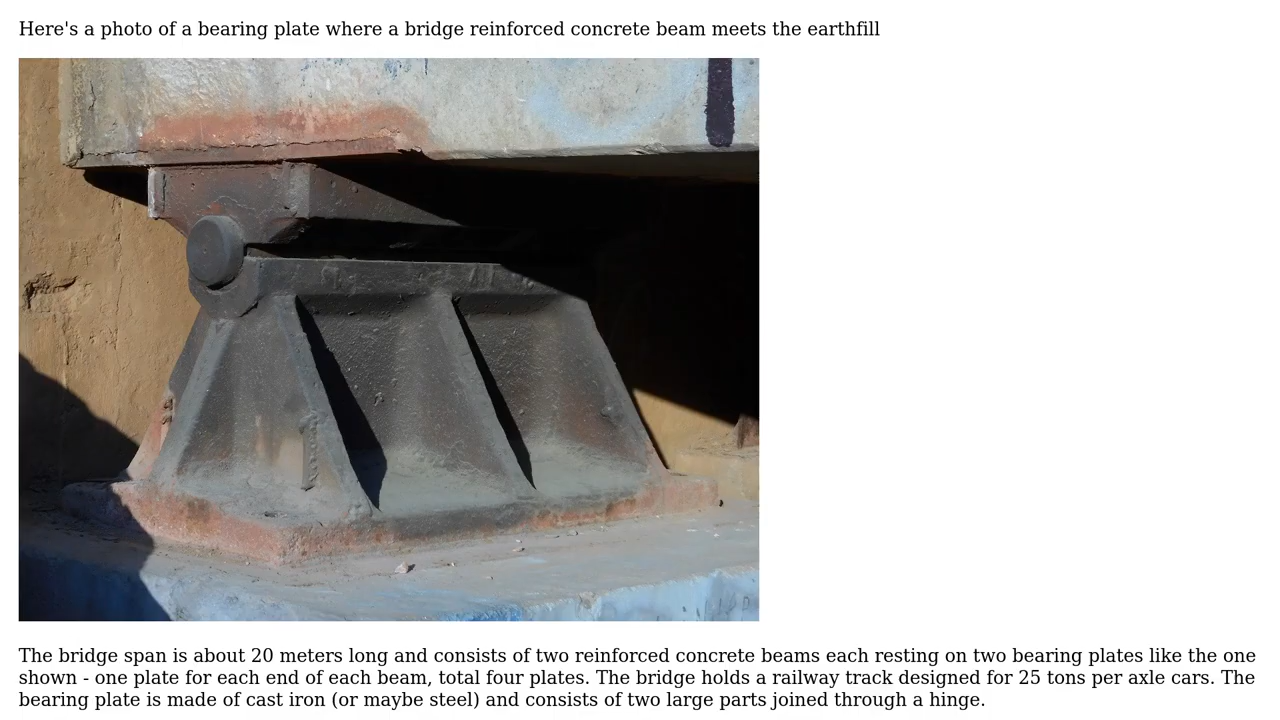 Here's a photo of a bearing plate where a bridge reinforced concrete beam meets the earthfill
The bridge span is about 20 meters long and consists of two reinforced concrete beams each resting on two bearing plates like the one
shown - one plate for each end of each beam, total four plates. The bridge holds a railway track designed for 25 tons per axle cars. The
bearing plate is made of cast iron (or maybe steel) and consists of two large parts joined through a hinge.